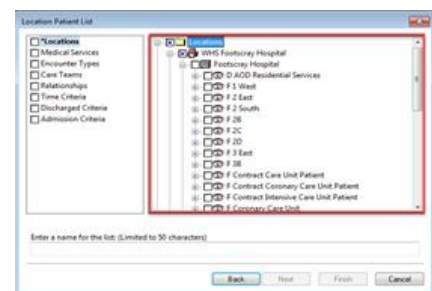 Location Patient List
*Locations
Medical Services
Encounter Types
Care Teams
Relationships
Time Criteria
Discharged Criteria
Admission Criteria
Locations
WHS Footscray Hospital
Footscray Hospital
D AOD Residential Services
F 1 West
F 2 East
F 2 South
F 2B
F 2C
F 2D
F 3 East
F 3B
F Contract Care Unit Patient
F Contract Coronary Care Unit Patient
F Contract Intensive Care Unit Patient
F Coronary Care Unit
Enter a name for the list: (Limited to 50 characters)
Back Next Finish Cancel